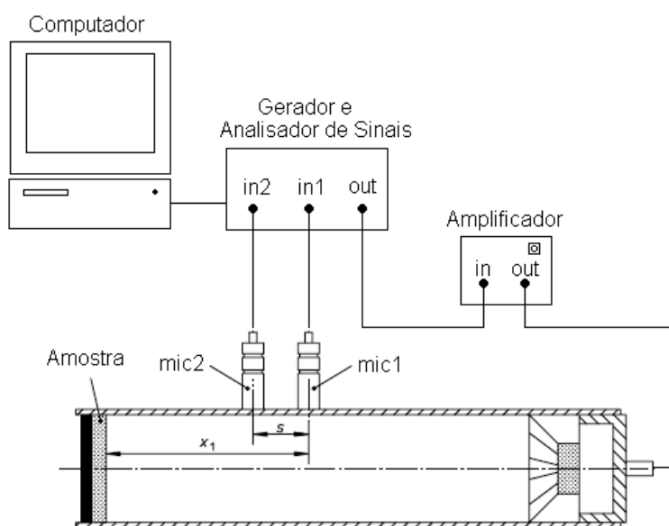 Computador
Gerador e
Analisador de Sinais
in2 in1 out
Amplificador
in out
Amostra
mic2
mic1
s
x1